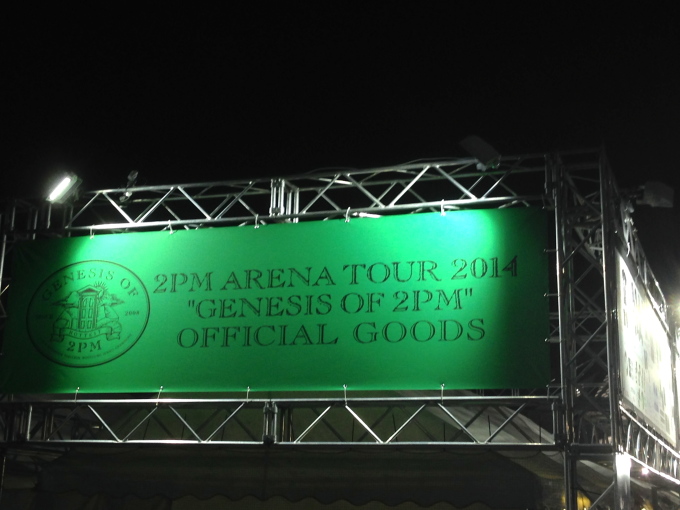 GENESIS OF
2PM
2PM ARENA TOUR 2014
"GENESIS OF 2PM"
OFFICIAL GOODS